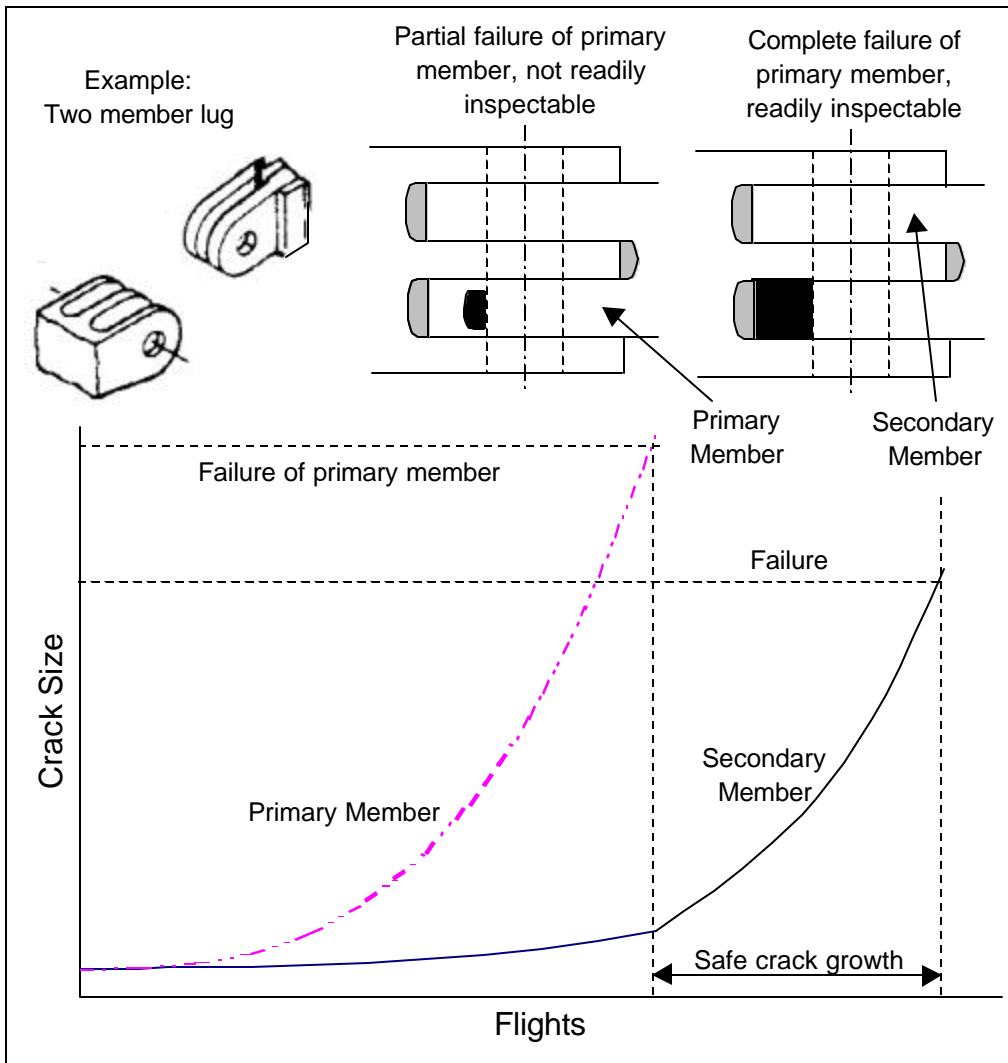 Example:
Two member lug
Partial failure of primary
member, not readily
inspectable
Complete failure of
primary member,
readily inspectable
Primary
Member
Secondary
Member
Failure of primary member
Failure
Crack Size
Primary Member
Secondary
Member
Safe crack growth
Flights